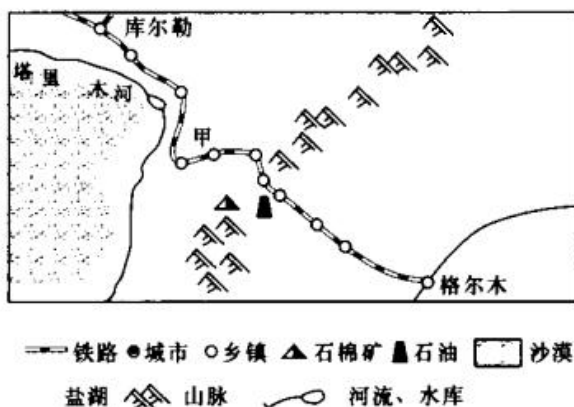 库尔勒
塔里木河
甲
格尔木
铁路 城市 乡镇 石棉矿 石油 沙漠
盐湖 山脉 河流、水库